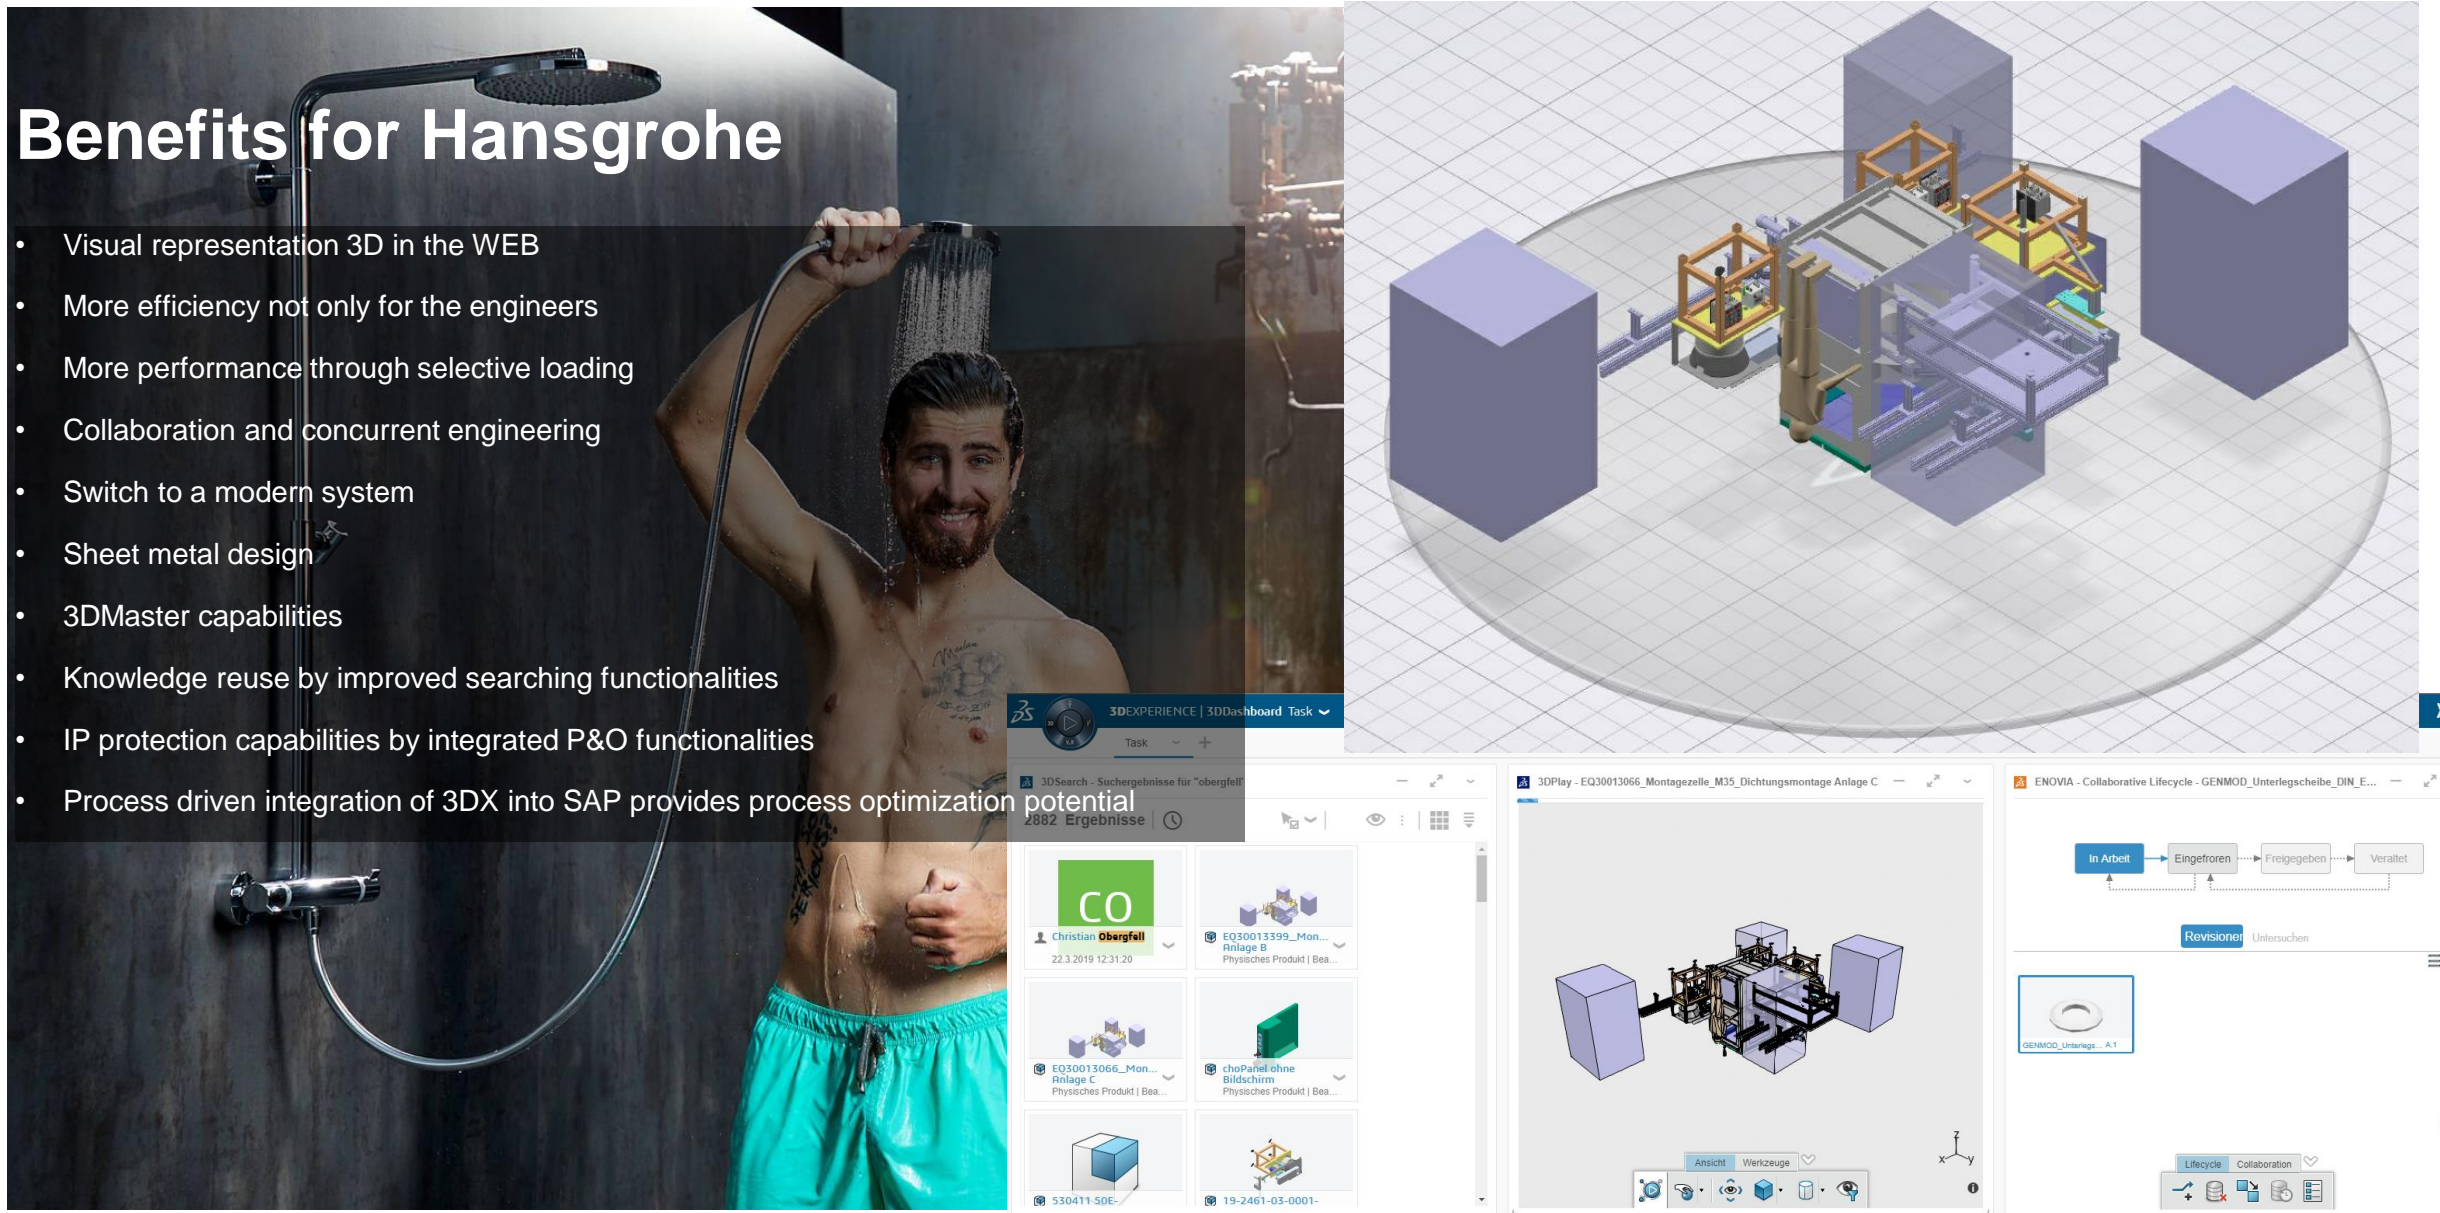 Benefits for Hansgrohe
• Visual representation 3D in the WEB
• More efficiency not only for the engineers
• More performance through selective loading
• Collaboration and concurrent engineering
• Switch to a modern system
• Sheet metal design
• 3DMaster capabilities
• Knowledge reuse by improved searching functionalities
• IP protection capabilities by integrated P&O functionalities
• Process driven integration of 3DX into SAP provides process optimization potential
3DEXPERIENCE | 3DDashboard Task
Task
3DSearch - Suchergebnisse für "obergfell"
2882 Ergebnisse
CO
Christian Obergfell
22.3.2019 12:31:20
EQ30013399_Mon...
Anlage B
Physisches Produkt | Bea...
EQ30013066_Mon...
Anlage C
Physisches Produkt | Bea...
choPanel ohne
Bildschirm
Physisches Produkt | Bea...
530411-50E-
19-2461-03-0001-
3DPlay - EQ30013066_Montagezelle_M35_Dichtungsmontage Anlage C
z
x
y
Ansicht Werkzeuge
ENOVIA - Collaborative Lifecycle - GENMOD_Unterlegscheibe_DIN_E...
In Arbeit
Eingefroren
Freigegeben
Veraltet
Revisioner Untersuchen
GENMOD_Unterlegs... A.1
Lifecycle Collaboration